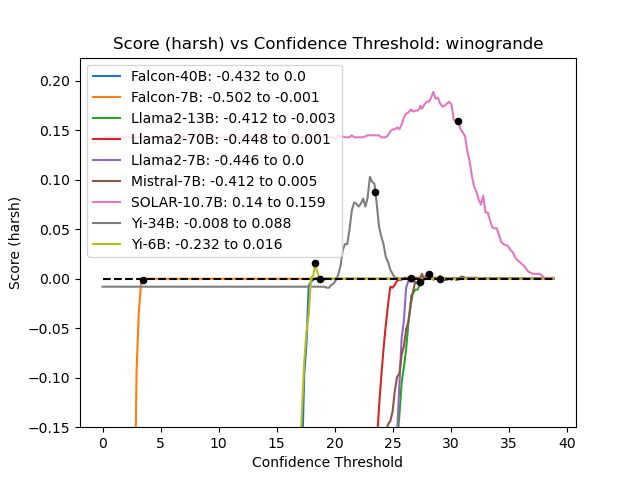 Score (harsh) vs Confidence Threshold: winogrande
Falcon-40B: -0.432 to 0.0
Falcon-7B: -0.502 to -0.001
Llama2-13B: -0.412 to -0.003
Llama2-70B: -0.448 to 0.001
Llama2-7B: -0.446 to 0.0
Mistral-7B: -0.412 to 0.005
SOLAR-10.7B: 0.14 to 0.159
Yi-34B: -0.008 to 0.088
Yi-6B: -0.232 to 0.016
Score (harsh)
0.20
0.15
0.10
0.05
0.00
−0.05
−0.10
−0.15
0 5 10 15 20 25 30 35 40
Confidence Threshold